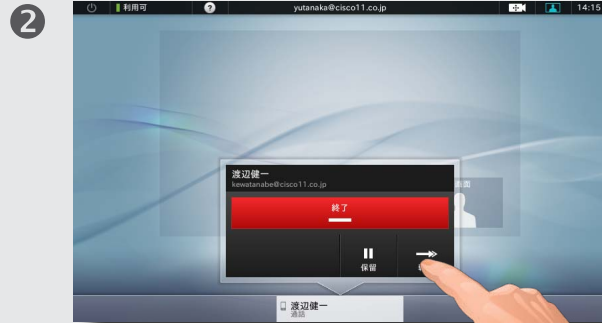 2
利用可
?
yutanaka@cisco11.co.jp
14:15
渡辺健一
kewatanabe@cisco11.co.jp
終了
保留
渡辺健一
通話